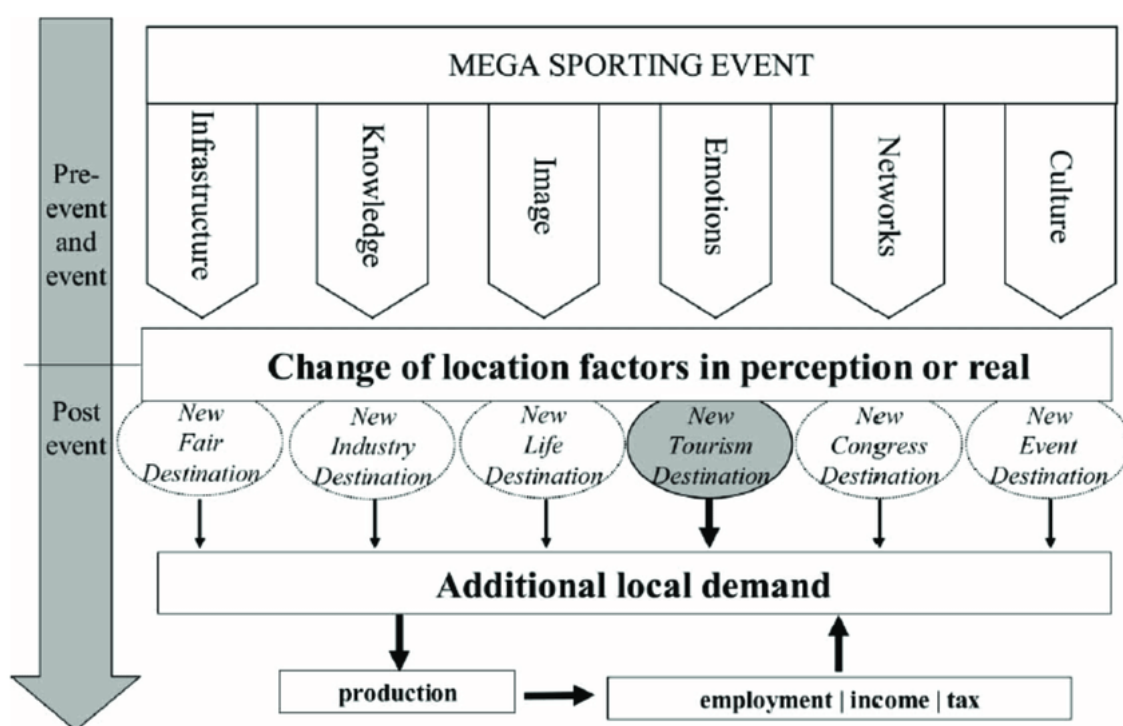 MEGA SPORTING EVENT
Infrastructure
Knowledge
Image
Emotions
Networks
Culture
Pre-
event
and
event
Change of location factors in perception or real
Post
event
New
Fair
Destination
New
Industry
Destination
New
Life
Destination
New
Tourism
Destination
New
Congress
Destination
New
Event
Destination
Additional local demand
production
employment | income | tax